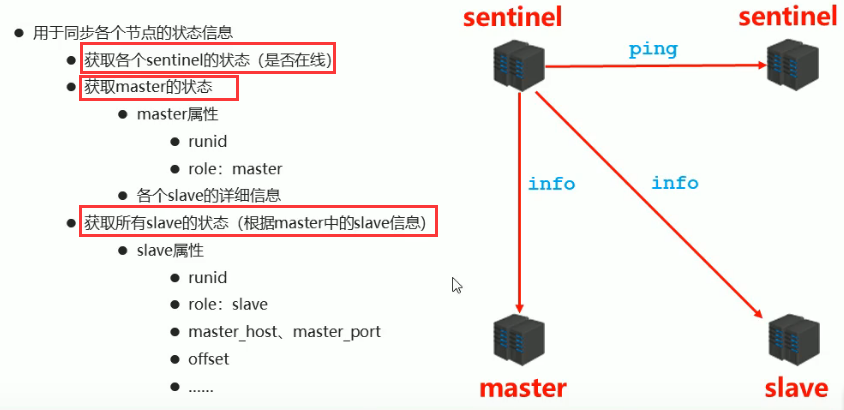 用于同步各个节点的状态信息
获取各个sentinel的状态（是否在线）
获取master的状态
master属性
runid
role：master
各个slave的详细信息
获取所有slave的状态（根据master中的slave信息）
slave属性
runid
role：slave
master_host、master_port
offset
……
sentinel
sentinel
ping
info
info
master
slave